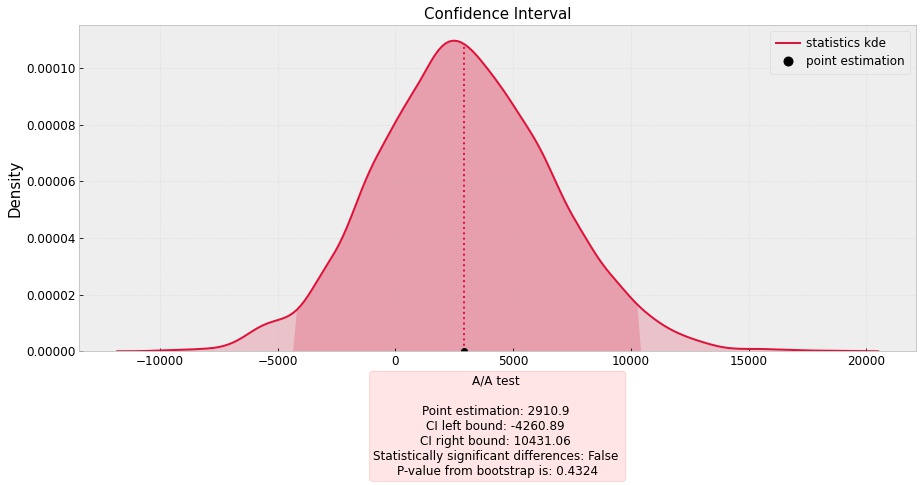 Confidence Interval
statistics kde
point estimation
Density
0.00010
0.00008
0.00006
0.00004
0.00002
0.00000
−10000 −5000 0 5000 10000 15000 20000
A/A test
Point estimation: 2910.9
CI left bound: -4260.89
CI right bound: 10431.06
Statistically significant differences: False
P-value from bootstrap is: 0.4324